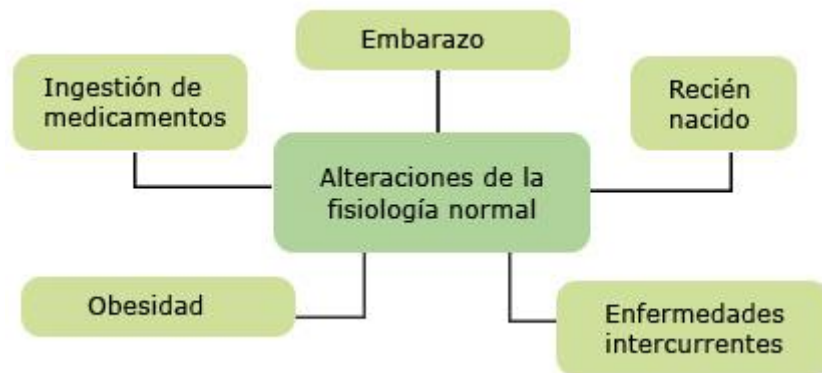 Embarazo
Ingestión de
medicamentos
Recién
nacido
Alteraciones de la
fisiología normal
Obesidad
Enfermedades
intercurrentes